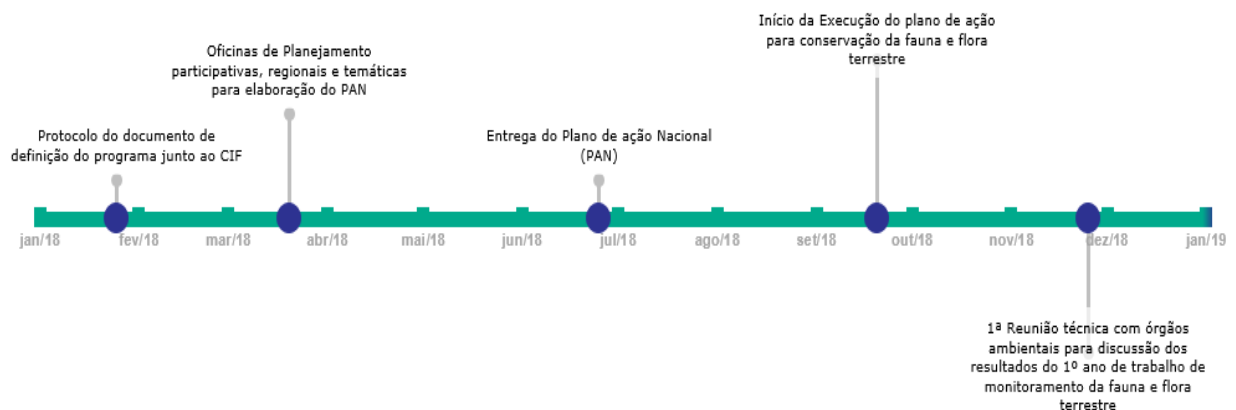 Início da Execução do plano de ação
para conservação da fauna e flora
terrestre
Oficinas de Planejamento
participativas, regionais e temáticas
para elaboração do PAN
Protocolo do documento de
definição do programa junto ao CIF
Entrega do Plano de ação Nacional
(PAN)
jan/18 fev/18 mar/18 abr/18 mai/18 jun/18 jul/18 ago/18 set/18 out/18 nov/18 dez/18 jan/19
1ª Reunião técnica com órgãos
ambientais para discussão dos
resultados do 1º ano de trabalho de
monitoramento da fauna e flora
terrestre